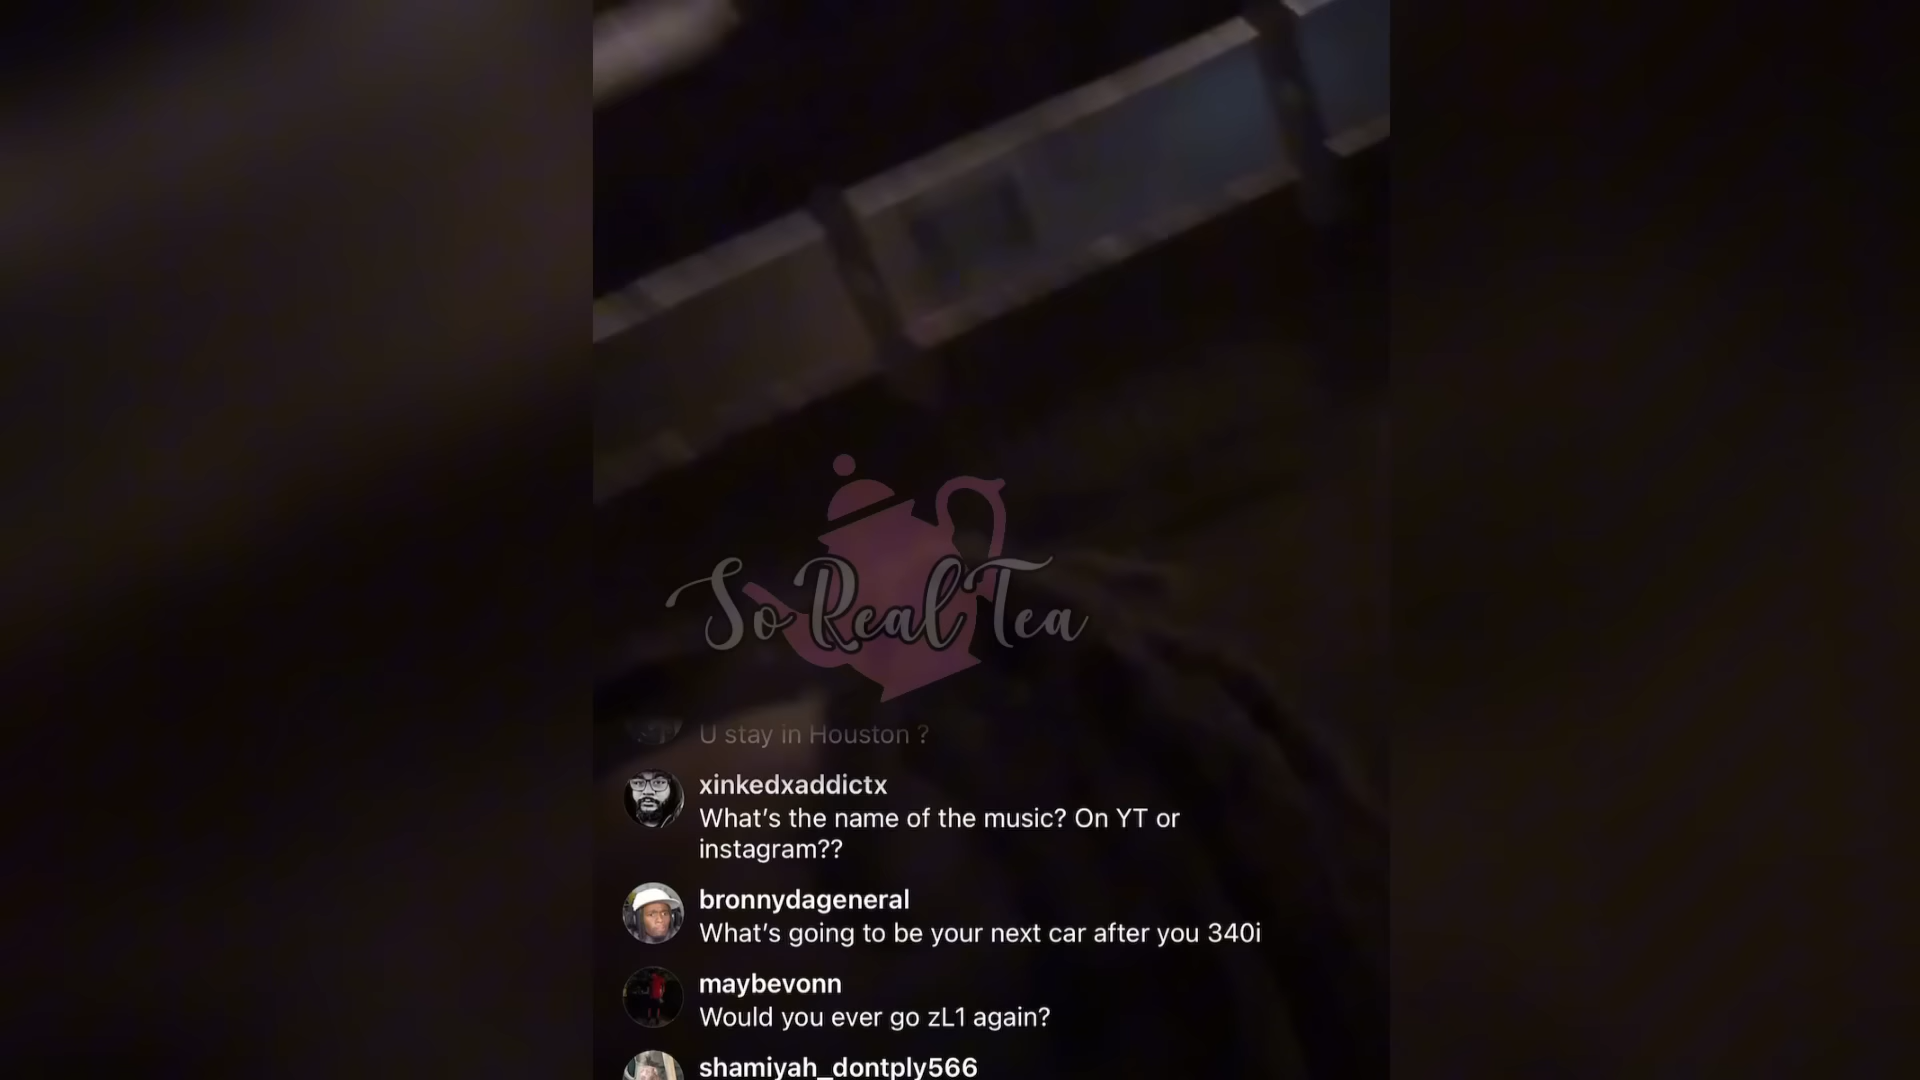 So Real Tea
U stay in Houston ?
xinkedxaddictx
What’s the name of the music? On YT or
instagram??
bronnydageneral
What’s going to be your next car after you 340i
maybevonn
Would you ever go zL1 again?
shamiyah_dontply566